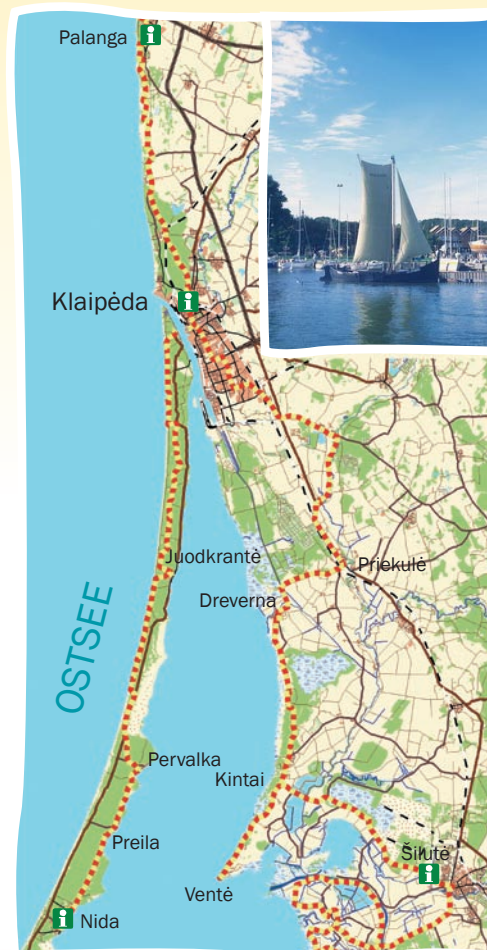 Palanga
Klaipėda
Juodkrantė
Priekulė
Dreverna
OSTSEE
Pervalka
Kintai
Preila
Šilutė
Ventė
Nida